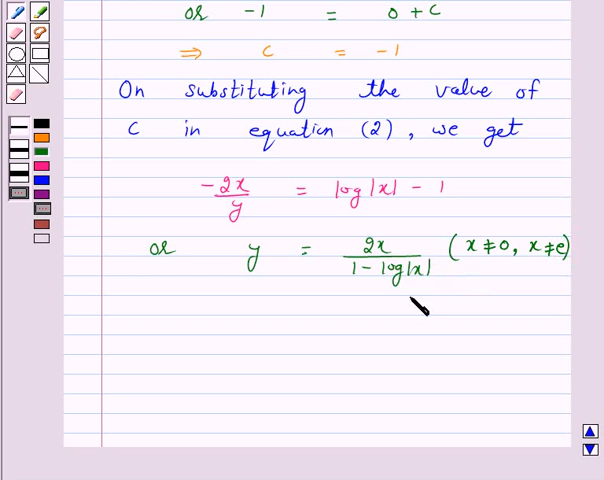 or -1 = 0 + C
⇒ C = -1
On substituting the value of
C in equation (2), we get
-2x/y = log|x| - 1
or y = 2x/(1 - log|x|) (x ≠ 0, x ≠ e)